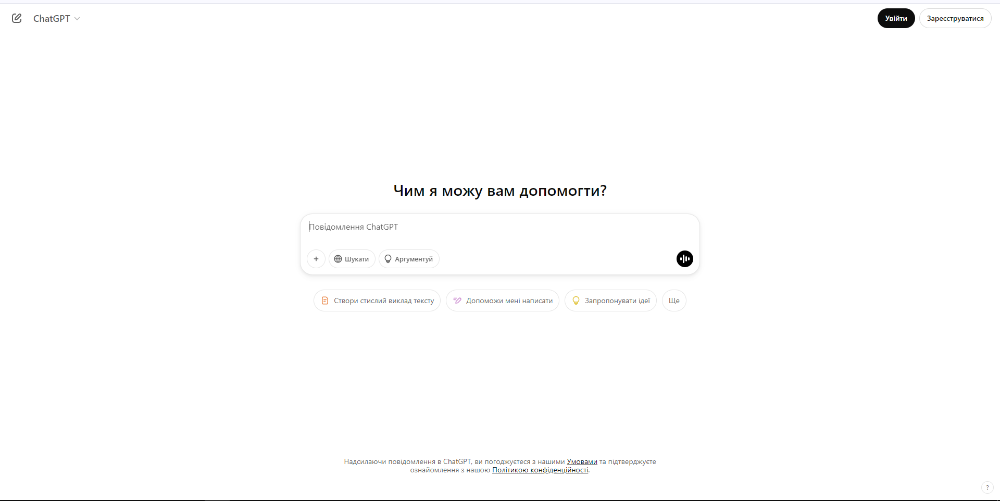 ChatGPT
Увійти
Зареєструватися
Чим я можу вам допомогти?
Повідомлення ChatGPT
+ Шукати Аргументуй
Створи стислий виклад тексту
Допоможи мені написати
Запропонувати ідеї
Ще
Надсилаючи повідомлення в ChatGPT, ви погоджуєтеся з нашими Умовами та підтверджуєте
ознайомлення з нашою Політикою конфіденційності.
?